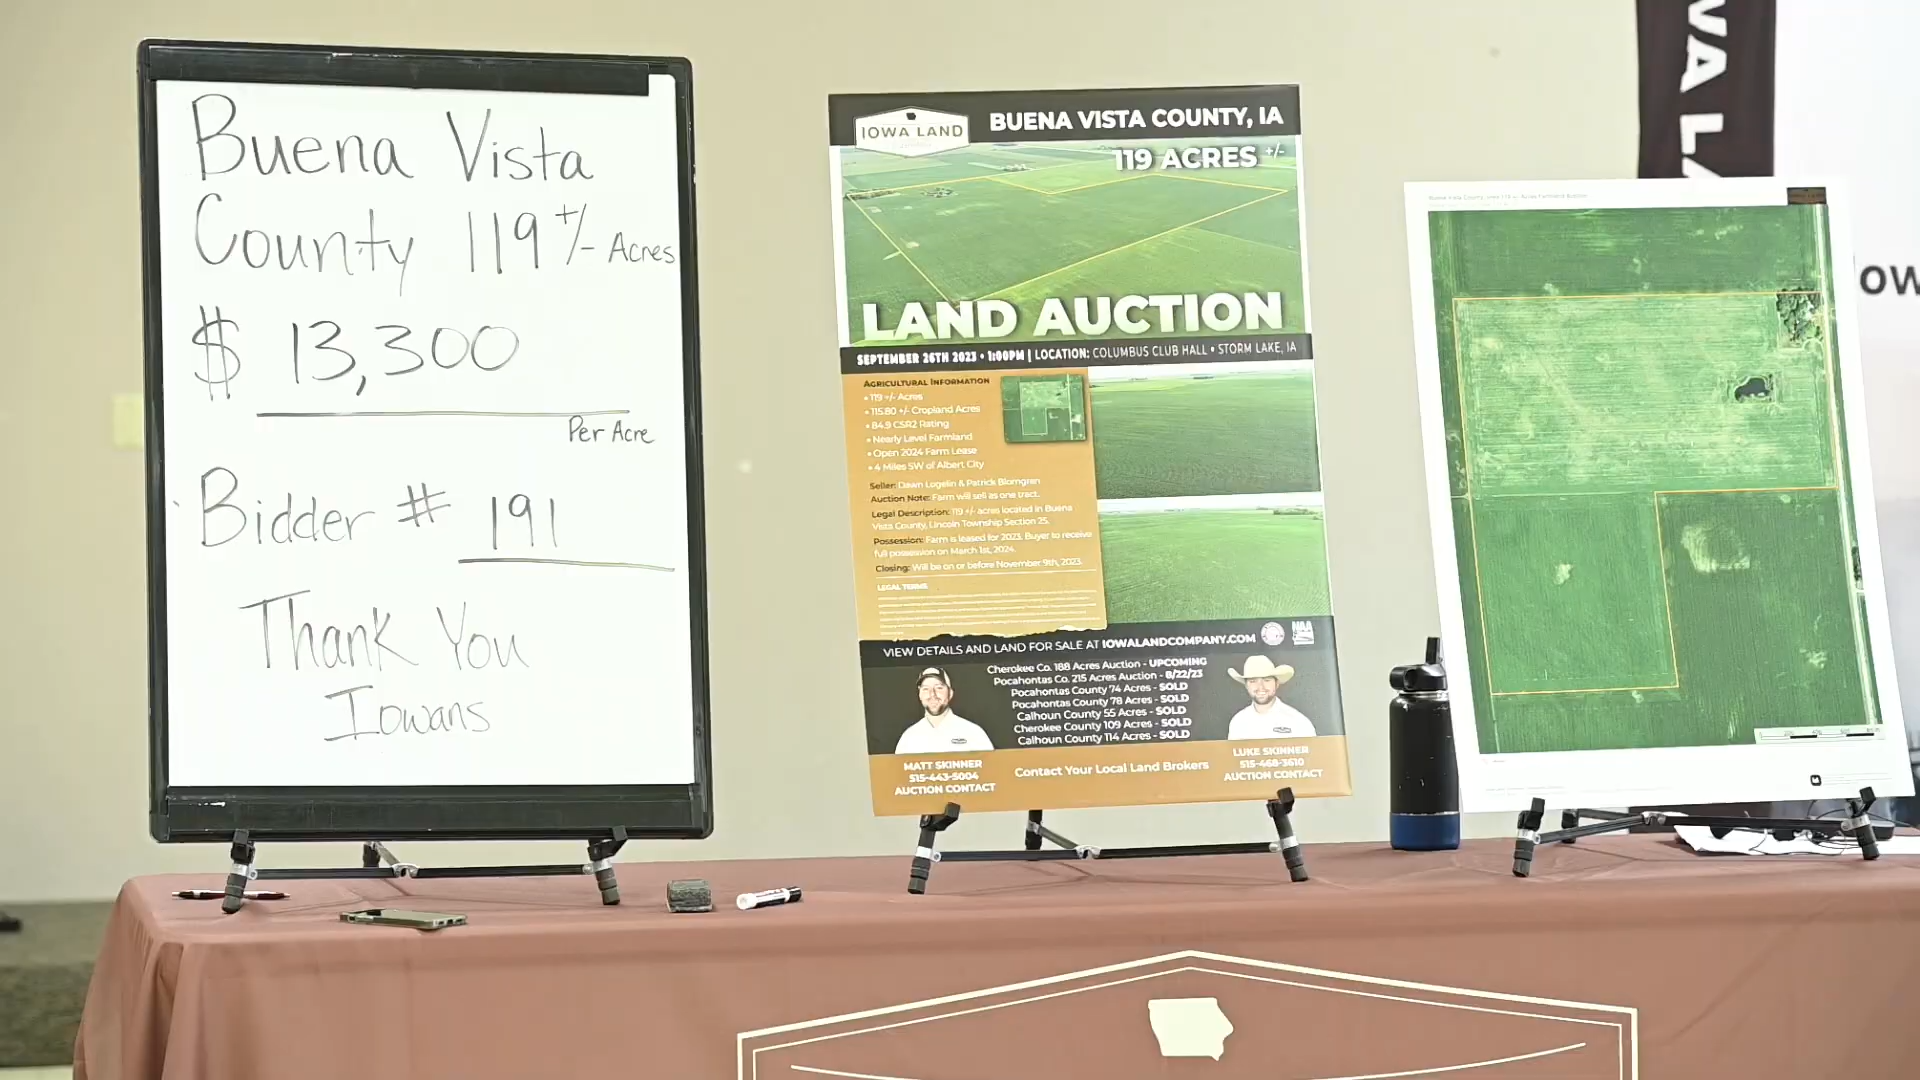 Buena Vista
County 119 +/- Acres
$ 13,300
Per Acre
Bidder # 191
Thank You
Iowans
IOWA LAND
BUENA VISTA COUNTY, IA
119 ACRES +/-
LAND AUCTION
SEPTEMBER 26TH 2023 • 1:00PM | LOCATION: COLUMBUS CLUB HALL • STORM LAKE, IA
AGRICULTURAL INFORMATION
• 119 +/- Acres
• 115.80 +/- Cropland Acres
• 84.9 CSR2 Rating
• Nearly Level Farmland
• Open 2024 Farm Lease
• 4 Miles SW of Albert City
Seller: Dawn Logelin & Patrick Blomgren
Auction Note: Farm will sell as one tract.
Legal Description: 119 +/- acres located in Buena
Vista County, Lincoln Township Section 25.
Possession: Farm is leased for 2023. Buyer to receive
full possession on March 1st, 2024.
Closing: Will be on or before November 9th, 2023.
LEGAL TERMS
VIEW DETAILS AND LAND FOR SALE AT IOWALANDCOMPANY.COM
NAA
Cherokee Co. 188 Acres Auction - UPCOMING
Pocahontas Co. 215 Acres Auction - 8/22/23
Pocahontas County 74 Acres - SOLD
Pocahontas County 78 Acres - SOLD
Calhoun County 55 Acres - SOLD
Cherokee County 109 Acres - SOLD
Calhoun County 114 Acres - SOLD
MATT SKINNER
515-443-5004
AUCTION CONTACT
Contact Your Local Land Brokers
LUKE SKINNER
515-468-3610
AUCTION CONTACT
WA LA
ow